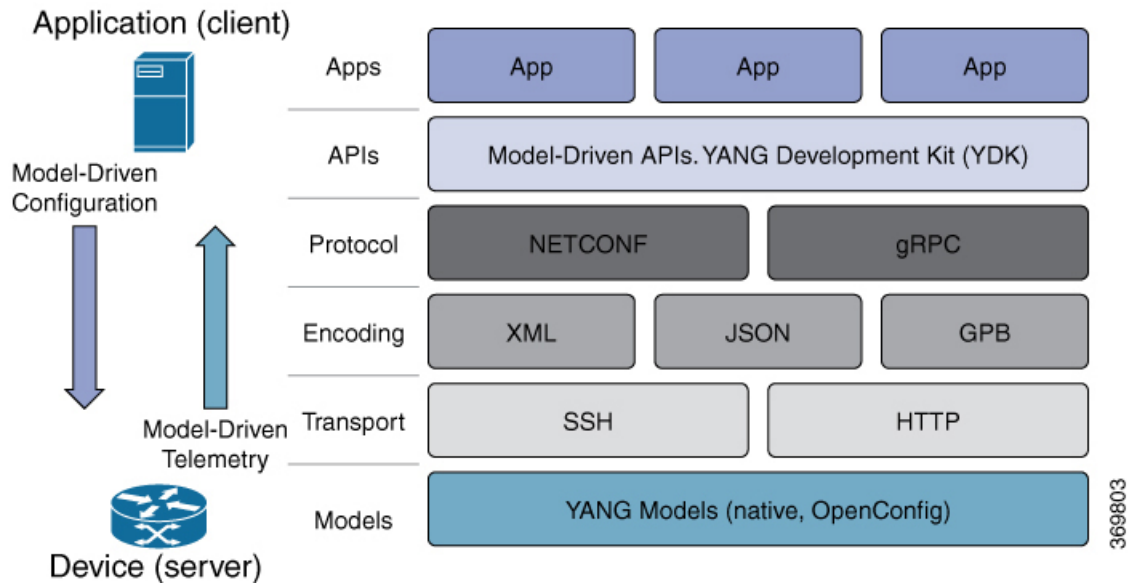 Application (client)
Model-Driven
Configuration
Model-Driven
Telemetry
Device (server)
Apps
App
App
App
APIs
Model-Driven APIs. YANG Development Kit (YDK)
Protocol
NETCONF
gRPC
Encoding
XML
JSON
GPB
Transport
SSH
HTTP
Models
YANG Models (native, OpenConfig)
369803